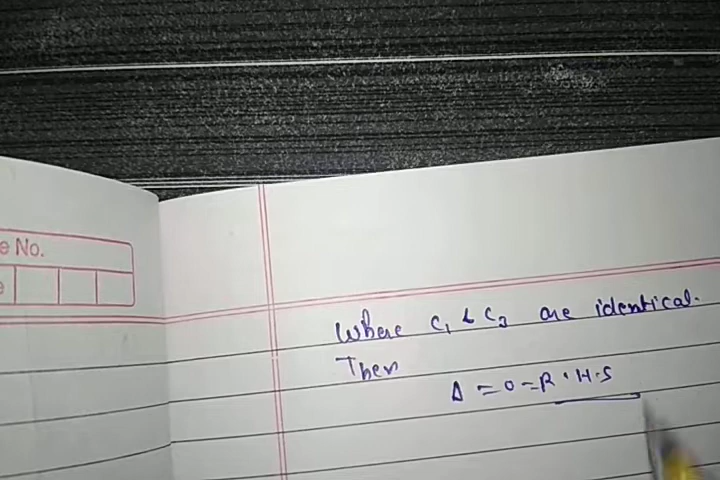 e No.
e
Where C₁ & C₃ are identical.
Then
Δ = 0 = R.H.S